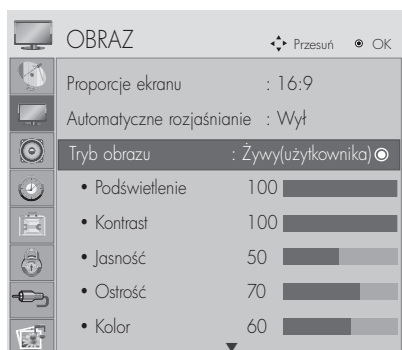 OBRAZ Przesuń OK
Proporcje ekranu : 16:9
Automatyczne rozjaśnianie : Wył
Tryb obrazu : Żywy(użytkownika)
• Podświetlenie 100
• Kontrast 100
• Jasność 50
• Ostrość 70
• Kolor 60